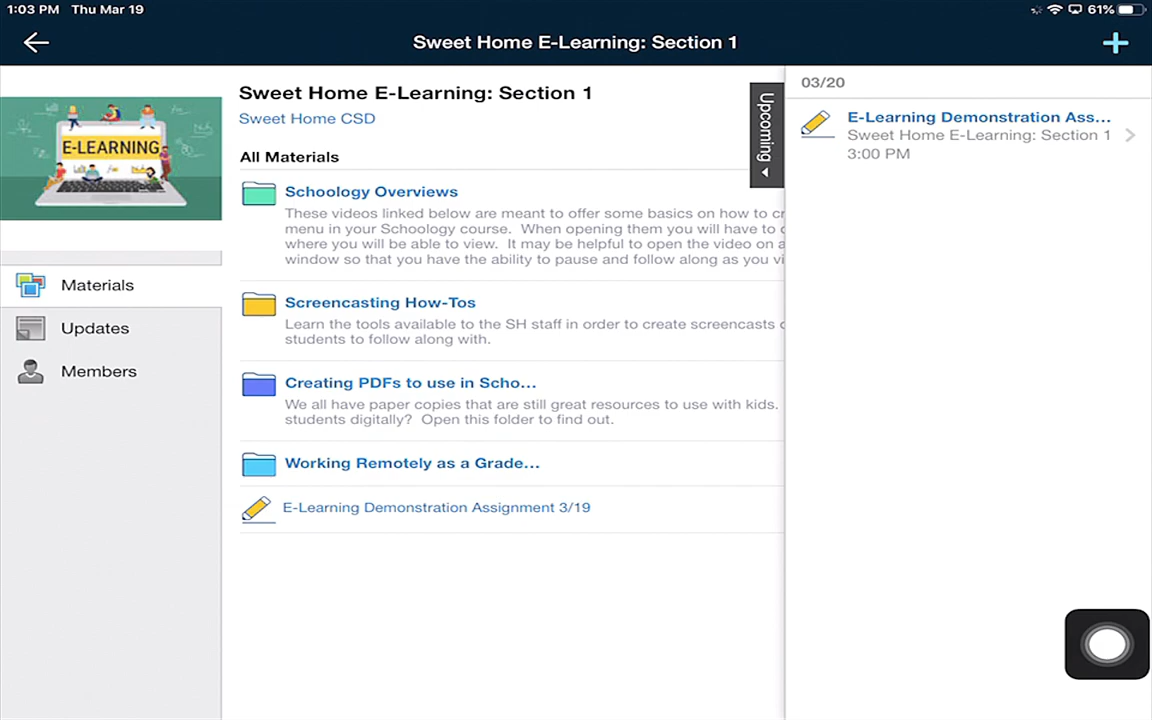 1:03 PM Thu Mar 19
61%
Sweet Home E-Learning: Section 1
E-LEARNING
Materials
Updates
Members
Sweet Home E-Learning: Section 1
Sweet Home CSD
All Materials
Schoology Overviews
These videos linked below are meant to offer some basics on how to cr
menu in your Schoology course. When opening them you will have to
where you will be able to view. It may be helpful to open the video on a
window so that you have the ability to pause and follow along as you vi
Screencasting How-Tos
Learn the tools available to the SH staff in order to create screencasts
students to follow along with.
Creating PDFs to use in Scho...
We all have paper copies that are still great resources to use with kids.
students digitally? Open this folder to find out.
Working Remotely as a Grade...
E-Learning Demonstration Assignment 3/19
Upcoming
03/20
E-Learning Demonstration Ass...
Sweet Home E-Learning: Section 1
3:00 PM